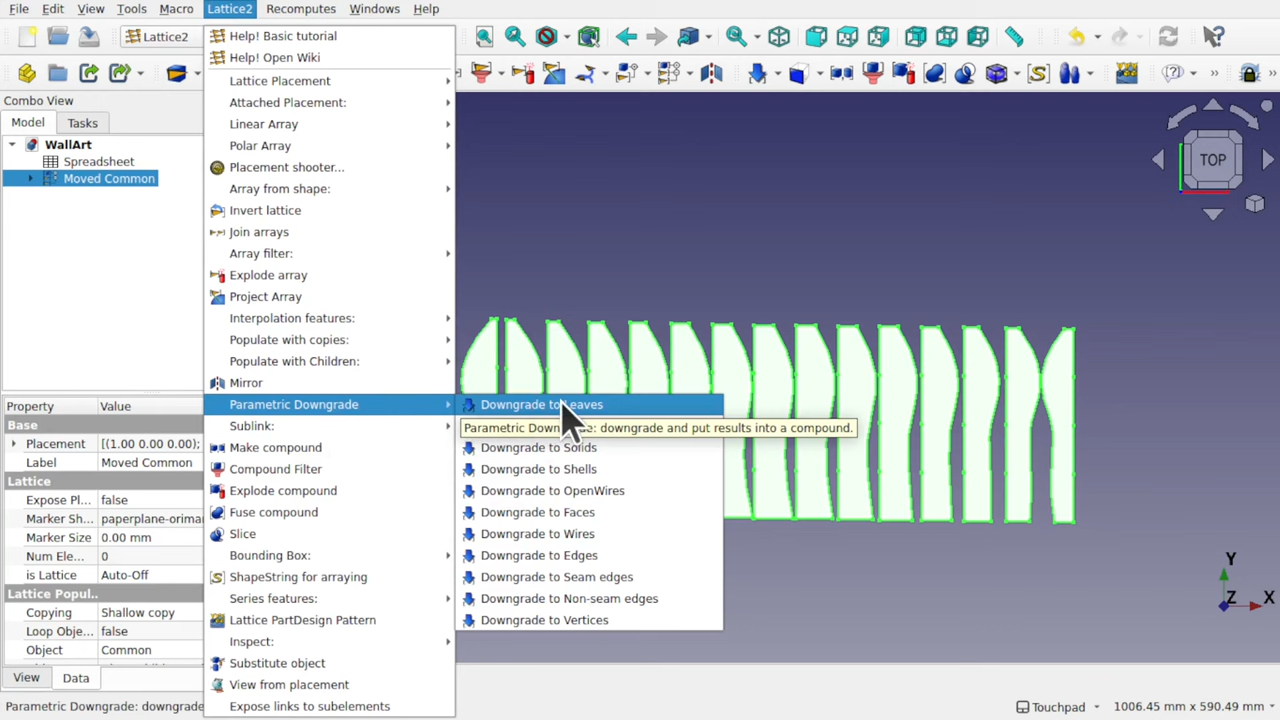 File Edit View Tools Macro Lattice2 Recomputes Windows Help
Lattice2
Combo View
Model Tasks
WallArt
Spreadsheet
Moved Common
Property Value
Base
Placement [(1.00 0.00 0.00);
Label Moved Common
Lattice
Expose Pl... false
Marker Sh... paperplane-orimar
Marker Size 0.00 mm
Num Ele... 0
is Lattice Auto-Off
Lattice Popul..
Copying Shallow copy
Loop Obje... false
Object Common
View Data
Help! Basic tutorial
Help! Open Wiki
Lattice Placement
Attached Placement:
Linear Array
Polar Array
Placement shooter...
Array from shape:
Invert lattice
Join arrays
Array filter:
Explode array
Project Array
Interpolation features:
Populate with copies:
Populate with Children:
Mirror
Parametric Downgrade
Sublink:
Make compound
Compound Filter
Explode compound
Fuse compound
Slice
Bounding Box:
ShapeString for arraying
Series features:
Lattice PartDesign Pattern
Inspect:
Substitute object
View from placement
Expose links to subelements
Downgrade to Leaves
Parametric Downgrade: downgrade and put results into a compound.
Downgrade to Solids
Downgrade to Shells
Downgrade to OpenWires
Downgrade to Faces
Downgrade to Wires
Downgrade to Edges
Downgrade to Seam edges
Downgrade to Non-seam edges
Downgrade to Vertices
TOP
Y
Z X
Parametric Downgrade: downgrade
Touchpad 1006.45 mm x 590.49 mm